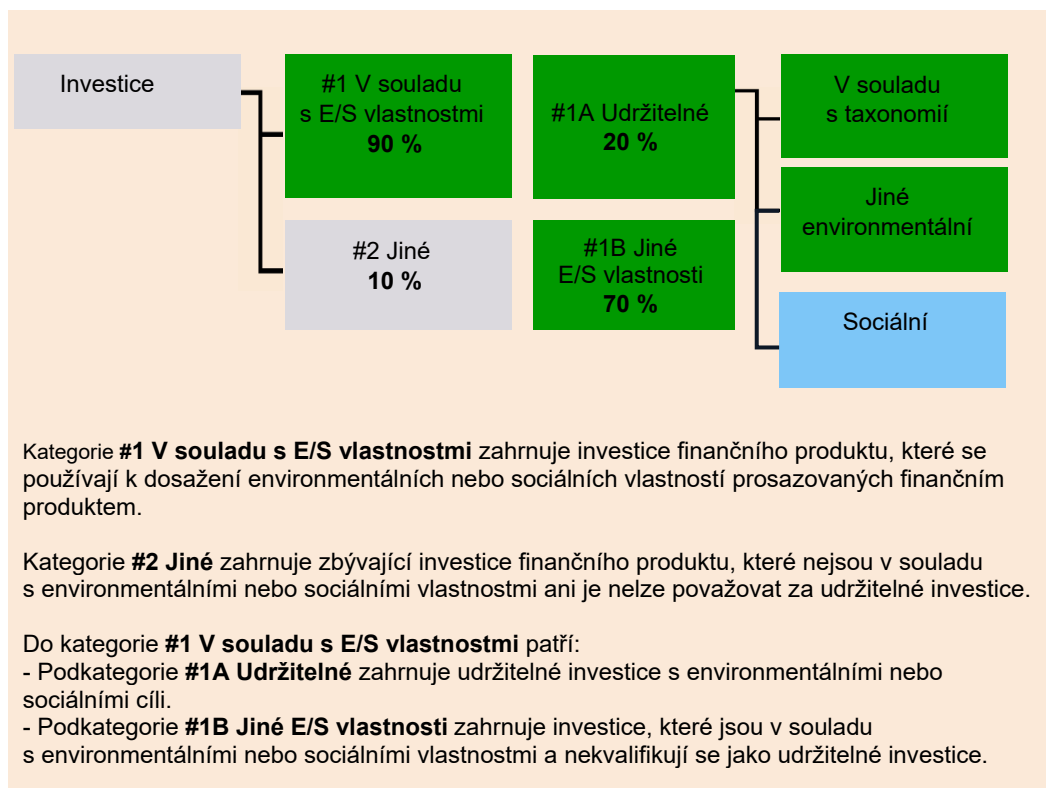 Investice
#1 V souladu
s E/S vlastnostmi
90 %
#2 Jiné
10 %
#1A Udržitelné
20 %
#1B Jiné
E/S vlastnosti
70 %
V souladu
s taxonomií
Jiné
environmentální
Sociální
Kategorie #1 V souladu s E/S vlastnostmi zahrnuje investice finančního produktu, které se
používají k dosažení environmentálních nebo sociálních vlastností prosazovaných finančním
produktem.
Kategorie #2 Jiné zahrnuje zbývající investice finančního produktu, které nejsou v souladu
s environmentálními nebo sociálními vlastnostmi ani je nelze považovat za udržitelné investice.
Do kategorie #1 V souladu s E/S vlastnostmi patří:
- Podkategorie #1A Udržitelné zahrnuje udržitelné investice s environmentálními nebo
sociálními cíli.
- Podkategorie #1B Jiné E/S vlastnosti zahrnuje investice, které jsou v souladu
s environmentálními nebo sociálními vlastnostmi a nekvalifikují se jako udržitelné investice.